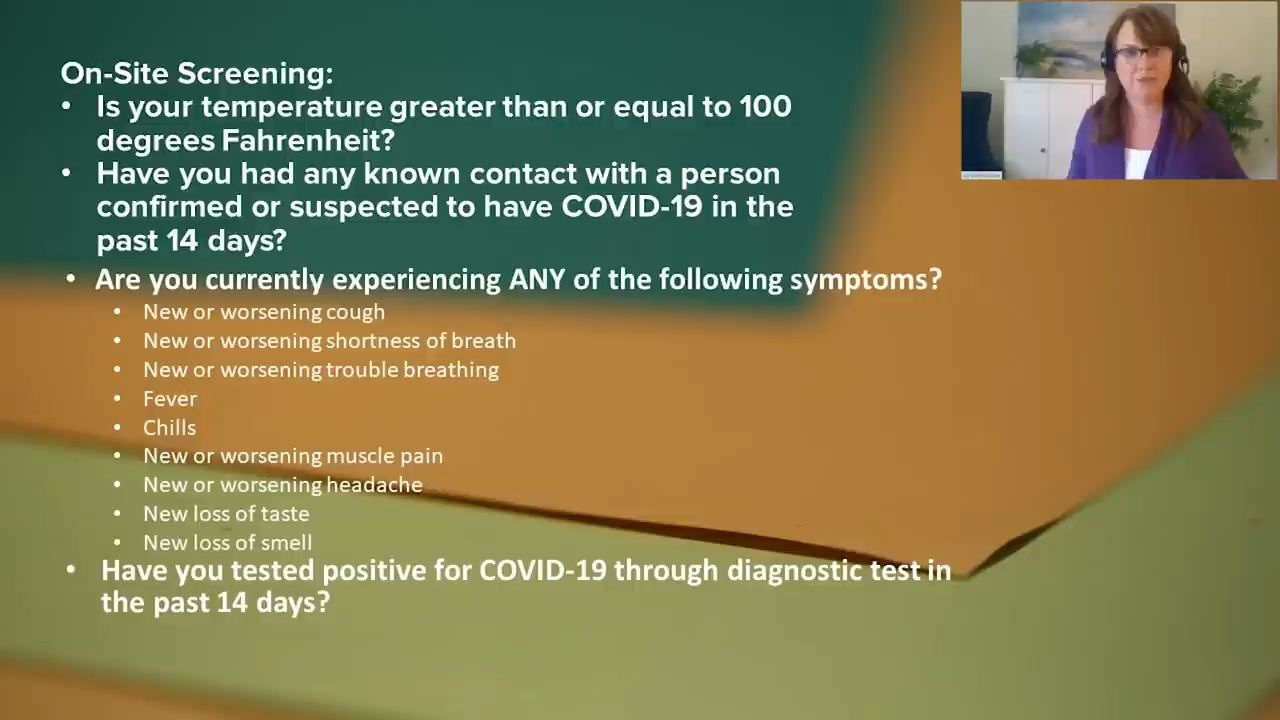 On-Site Screening:
• Is your temperature greater than or equal to 100
degrees Fahrenheit?
• Have you had any known contact with a person
confirmed or suspected to have COVID-19 in the
past 14 days?
• Are you currently experiencing ANY of the following symptoms?
• New or worsening cough
• New or worsening shortness of breath
• New or worsening trouble breathing
• Fever
• Chills
• New or worsening muscle pain
• New or worsening headache
• New loss of taste
• New loss of smell
• Have you tested positive for COVID-19 through diagnostic test in
the past 14 days?